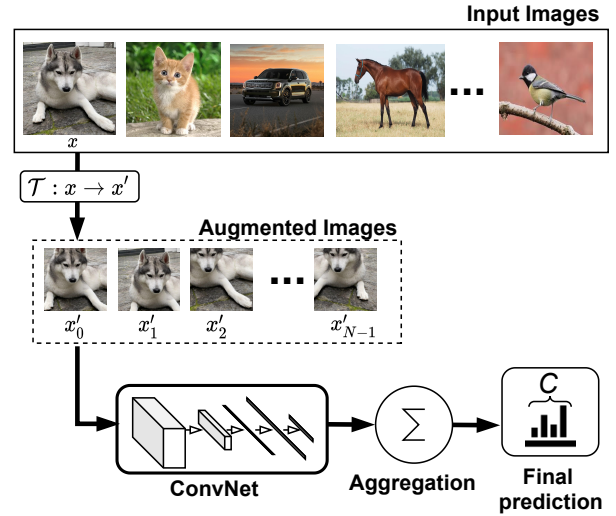 Input Images
...
x
𝒯 : x → x′
Augmented Images
...
x′₀ x′₁ x′₂ x′_{N−1}
C
∑
ConvNet
Aggregation
Final
prediction